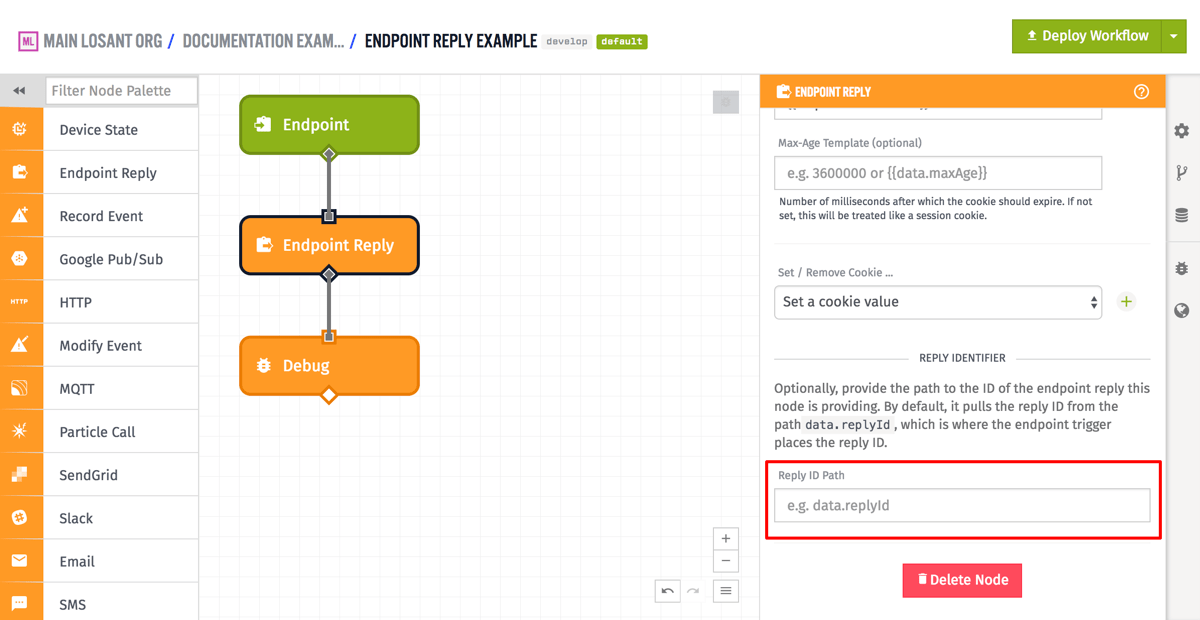 ML MAIN LOSANT ORG / DOCUMENTATION EXAM... / ENDPOINT REPLY EXAMPLE develop default
Deploy Workflow
Filter Node Palette
Device State
Endpoint Reply
Record Event
Google Pub/Sub
HTTP HTTP
Modify Event
MQTT
Particle Call
SendGrid
Slack
Email
SMS
Endpoint
Endpoint Reply
Debug
ENDPOINT REPLY
Max-Age Template (optional)
e.g. 3600000 or {{data.maxAge}}
Number of milliseconds after which the cookie should expire. If not
set, this will be treated like a session cookie.
Set / Remove Cookie ...
Set a cookie value
REPLY IDENTIFIER
Optionally, provide the path to the ID of the endpoint reply this
node is providing. By default, it pulls the reply ID from the
path data.replyId , which is where the endpoint trigger
places the reply ID.
Reply ID Path
e.g. data.replyId
Delete Node